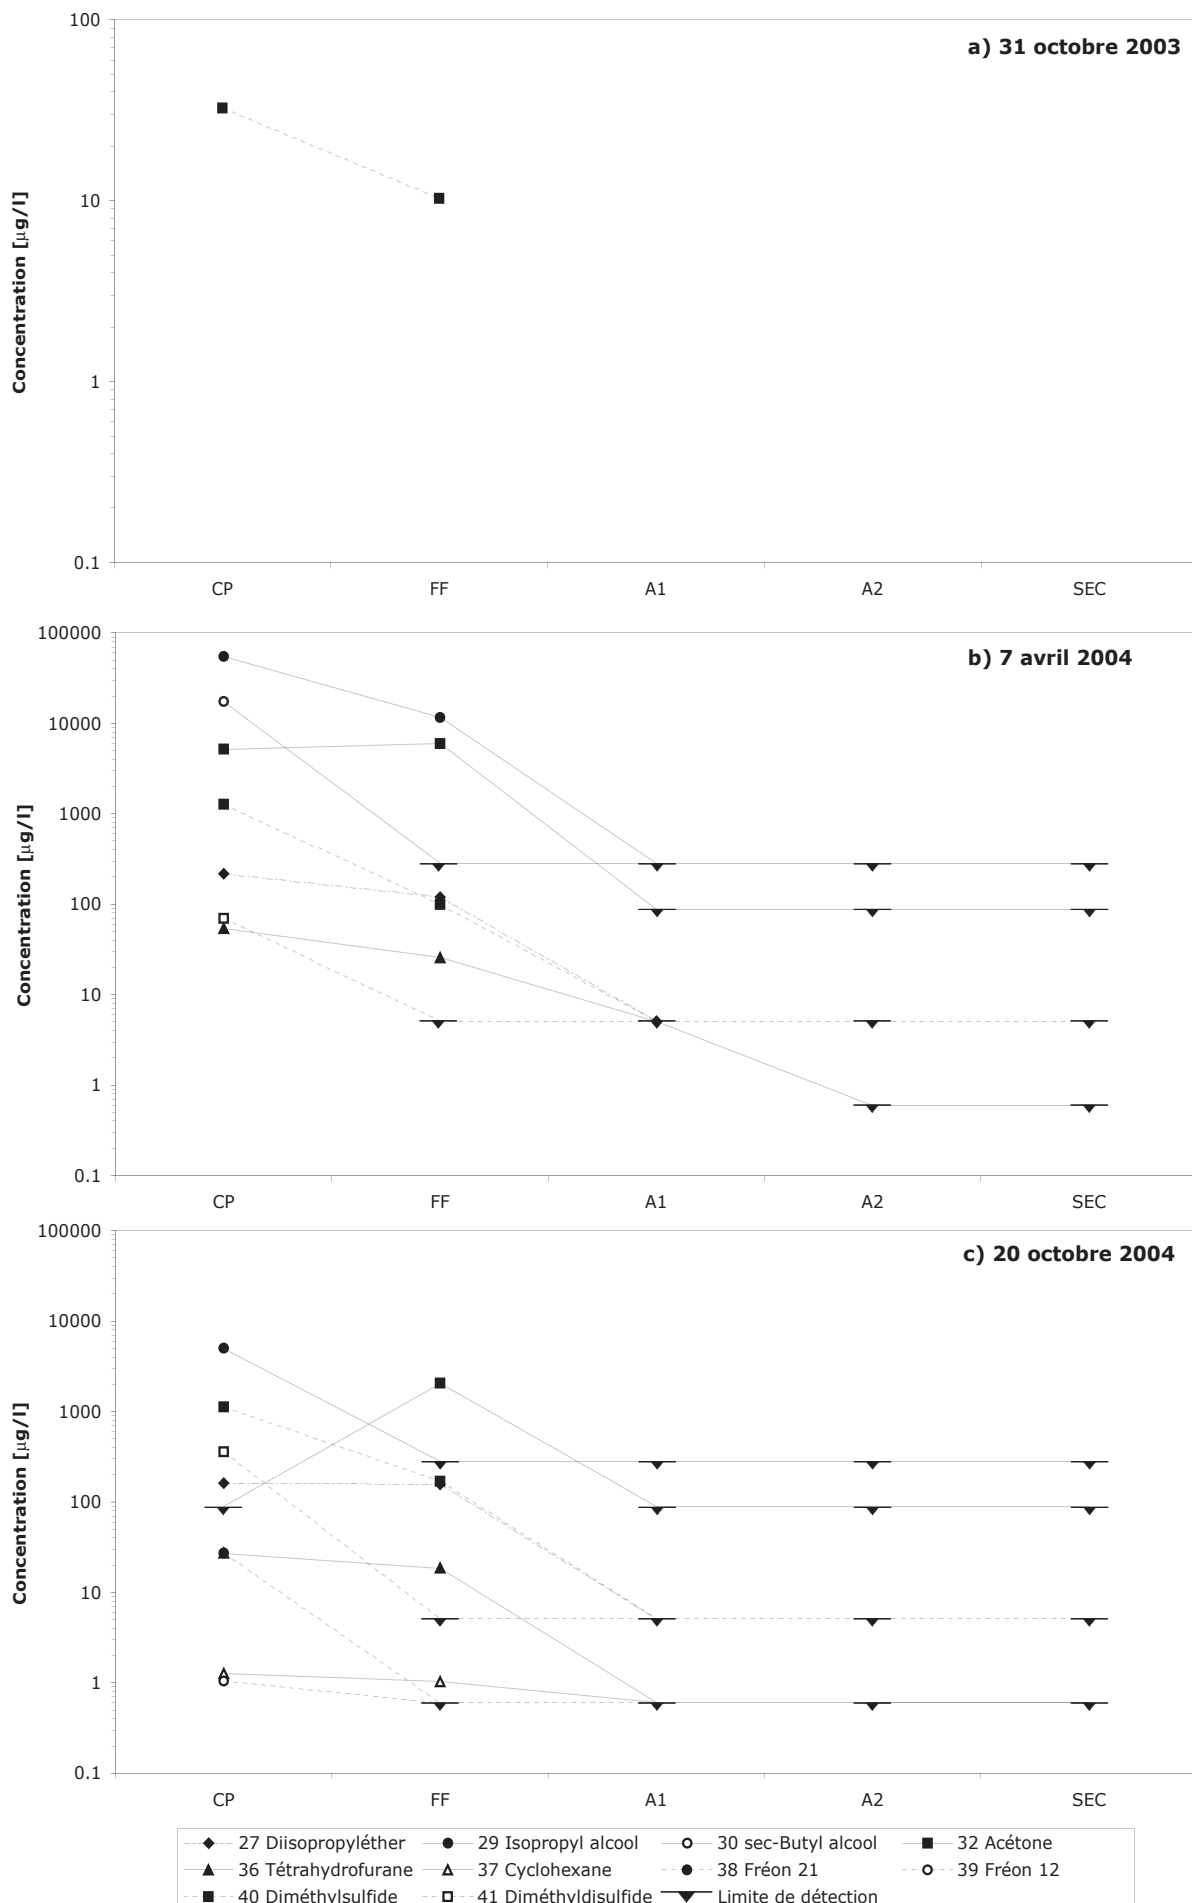 100
a) 31 octobre 2003
10
1
0.1
Concentration [µg/l]
CP FF A1 A2 SEC
100000
b) 7 avril 2004
10000
1000
100
10
1
0.1
Concentration [µg/l]
CP FF A1 A2 SEC
100000
c) 20 octobre 2004
10000
1000
100
10
1
0.1
Concentration [µg/l]
CP FF A1 A2 SEC
27 Diisopropyléther 29 Isopropyl alcool 30 sec-Butyl alcool 32 Acétone
36 Tétrahydrofurane 37 Cyclohexane 38 Fréon 21 39 Fréon 12
40 Diméthylsulfide 41 Diméthyldisulfide Limite de détection